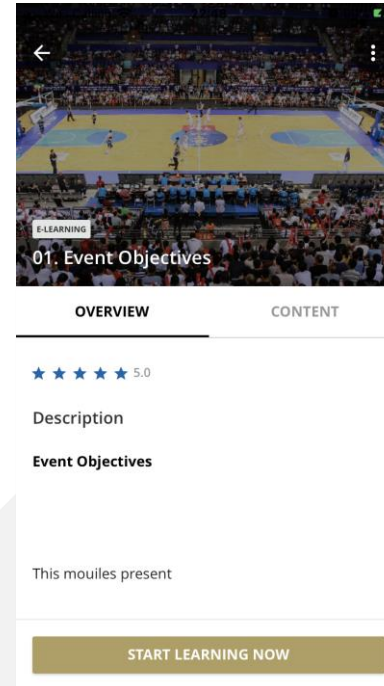 E-LEARNING
01. Event Objectives
OVERVIEW CONTENT
5.0
Description
Event Objectives
This mouiles present
START LEARNING NOW